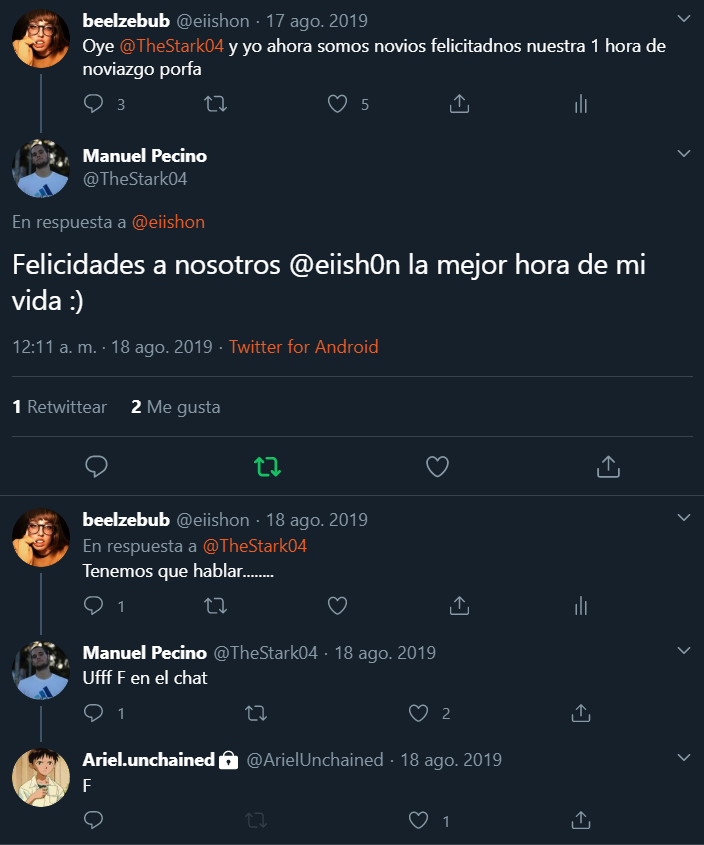 beelzebub @eiishon · 17 ago. 2019
Oye @TheStark04 y yo ahora somos novios felicitadnos nuestra 1 hora de
noviazgo porfa
3 5
Manuel Pecino
@TheStark04
En respuesta a @eiishon
Felicidades a nosotros @eiish0n la mejor hora de mi
vida :)
12:11 a. m. · 18 ago. 2019 · Twitter for Android
1 Retwittear 2 Me gusta
beelzebub @eiishon · 18 ago. 2019
En respuesta a @TheStark04
Tenemos que hablar........
1
Manuel Pecino @TheStark04 · 18 ago. 2019
Ufff F en el chat
1 2
Ariel.unchained @ArielUnchained · 18 ago. 2019
F
1